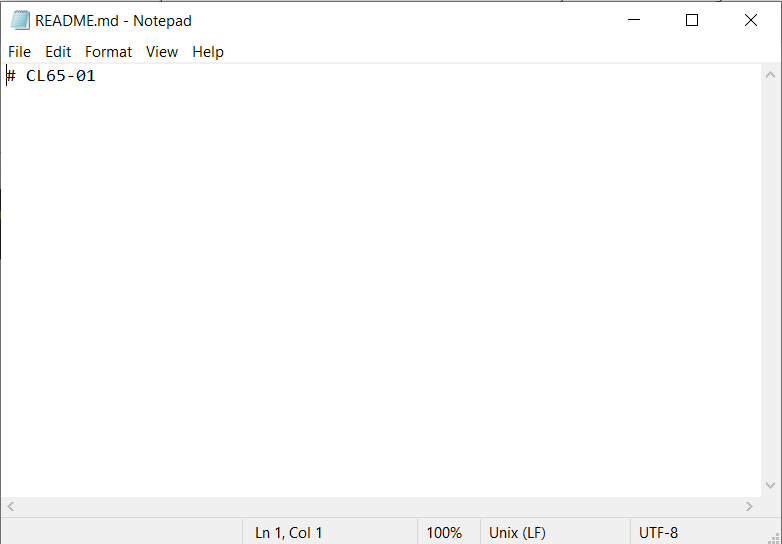 README.md - Notepad
File Edit Format View Help
# CL65-01
Ln 1, Col 1 100% Unix (LF) UTF-8